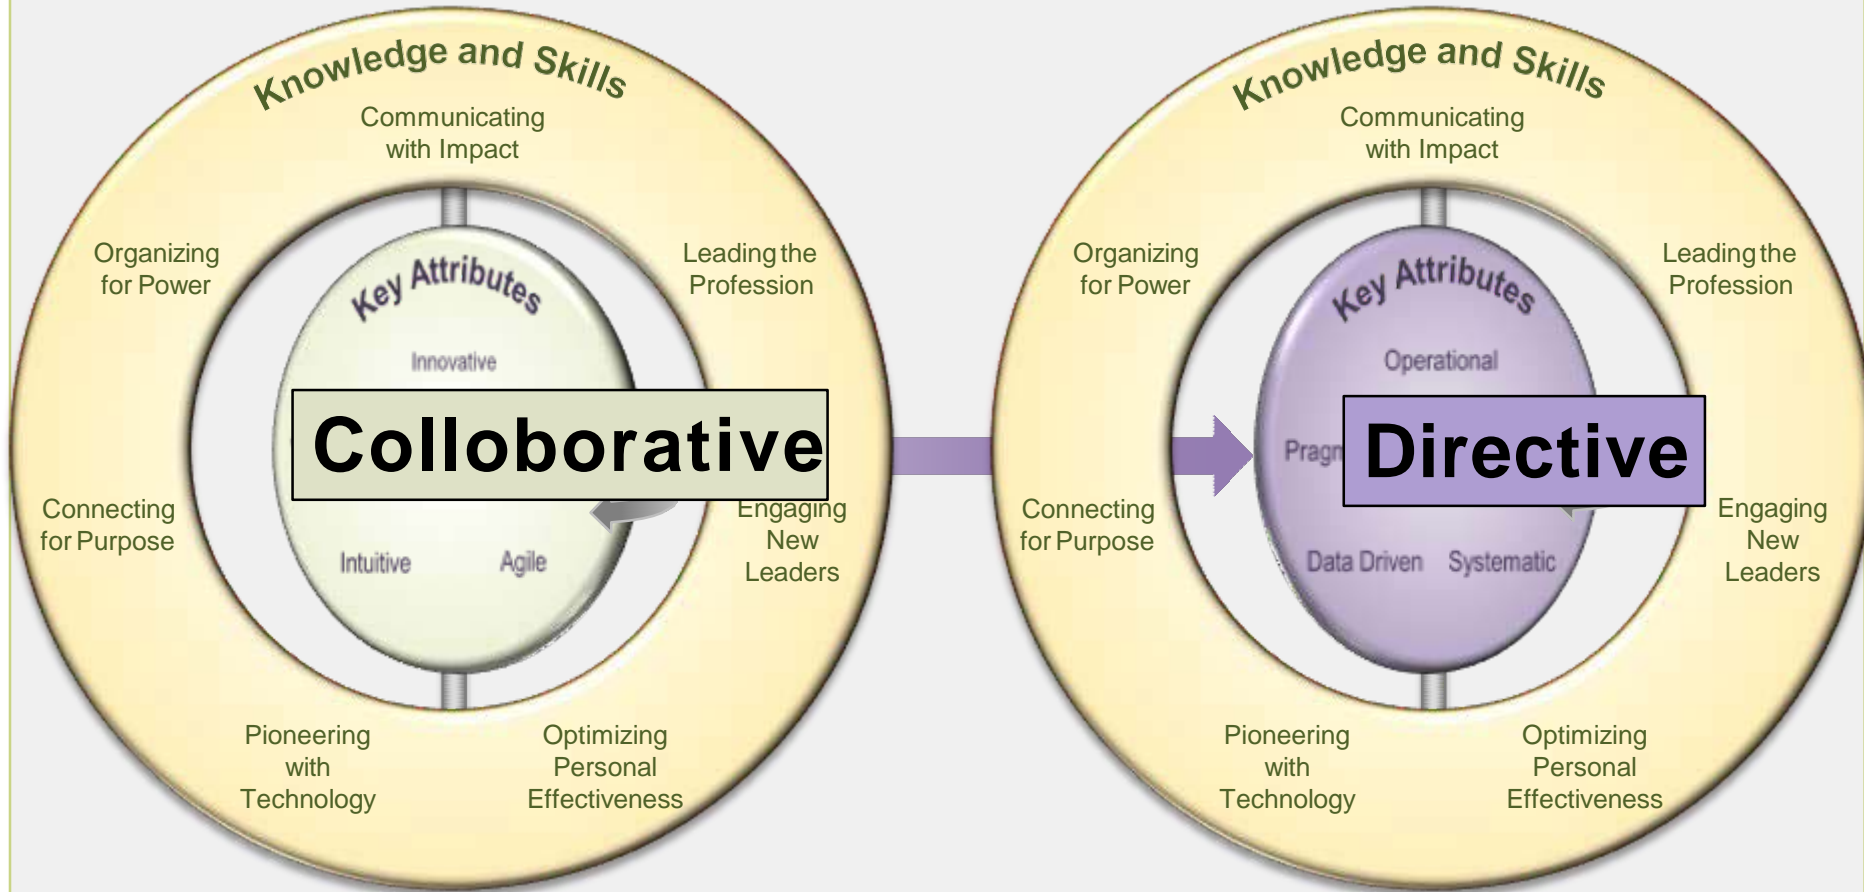 Knowledge and Skills
Communicating
with Impact
Organizing
for Power
Leading the
Profession
Key Attributes
Innovative
Colloborative
Connecting
for Purpose
Engaging
New
Leaders
Intuitive Agile
Pioneering
with
Technology
Optimizing
Personal
Effectiveness
Knowledge and Skills
Communicating
with Impact
Organizing
for Power
Leading the
Profession
Key Attributes
Operational
Pragm
Directive
Connecting
for Purpose
Engaging
New
Leaders
Data Driven Systematic
Pioneering
with
Technology
Optimizing
Personal
Effectiveness